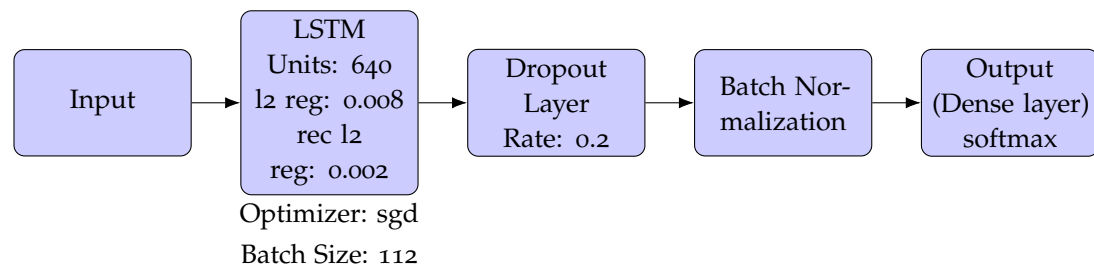 Input
LSTM
Units: 640
l2 reg: 0.008
rec l2
reg: 0.002
Optimizer: sgd
Batch Size: 112
Dropout
Layer
Rate: 0.2
Batch Nor-
malization
Output
(Dense layer)
softmax